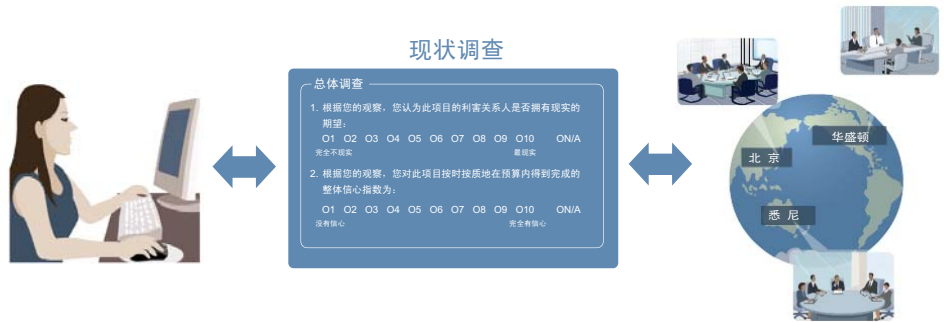 现状调查
总体调查
1. 根据您的观察，您认为此项目的利害关系人是否拥有现实的
期望：
O1 O2 O3 O4 O5 O6 O7 O8 O9 O10 ON/A
完全不现实 最现实
2. 根据您的观察，您对此项目按时按质地在预算内得到完成的
整体信心指数为：
O1 O2 O3 O4 O5 O6 O7 O8 O9 O10 ON/A
没有信心 完全有信心
华盛顿
北 京
悉 尼